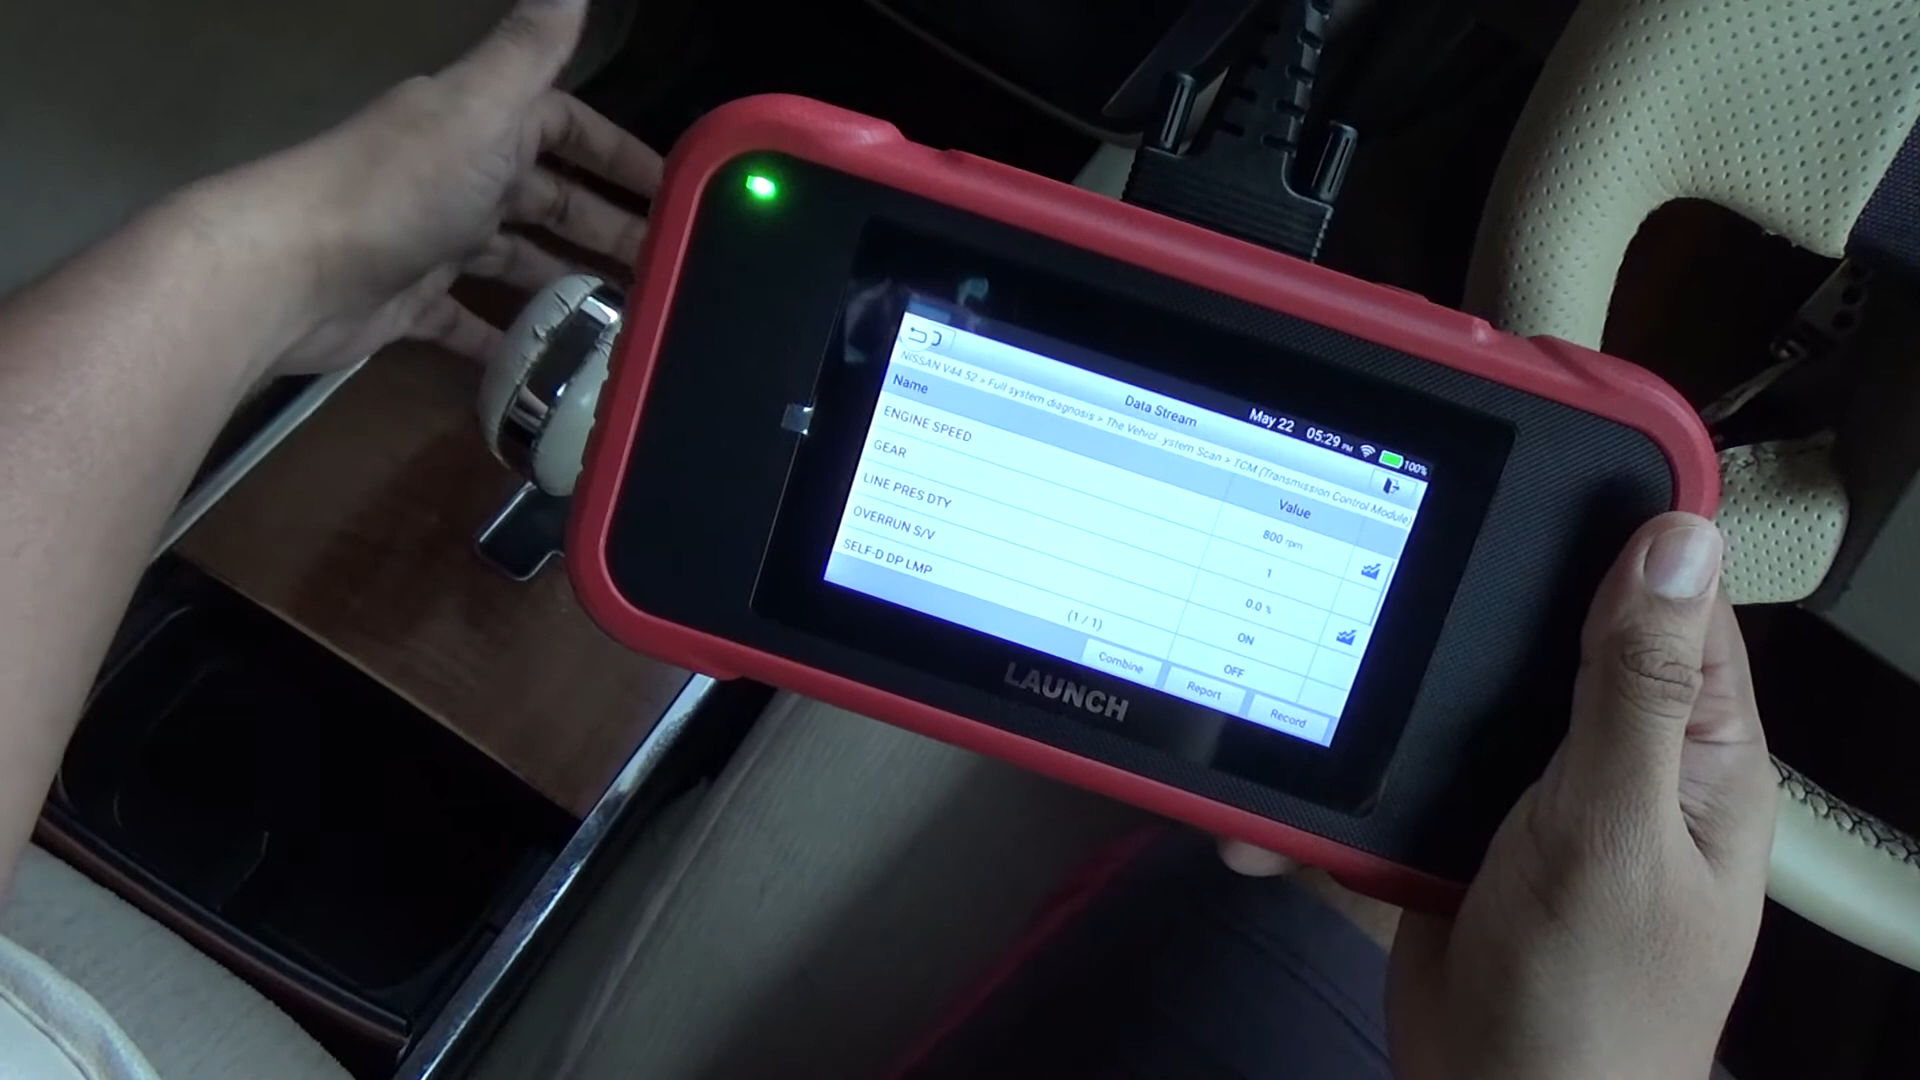 May 22 05:29 PM 100%
Data Stream
NISSAN V44.52 > Full system diagnosis > The Vehicl ystem Scan > TCM (Transmission Control Module)
Name Value
ENGINE SPEED 800 rpm
GEAR 1
LINE PRES DTY 0.0 %
OVERRUN S/V ON
SELF-D DP LMP OFF
(1 / 1)
Combine Report Record
LAUNCH